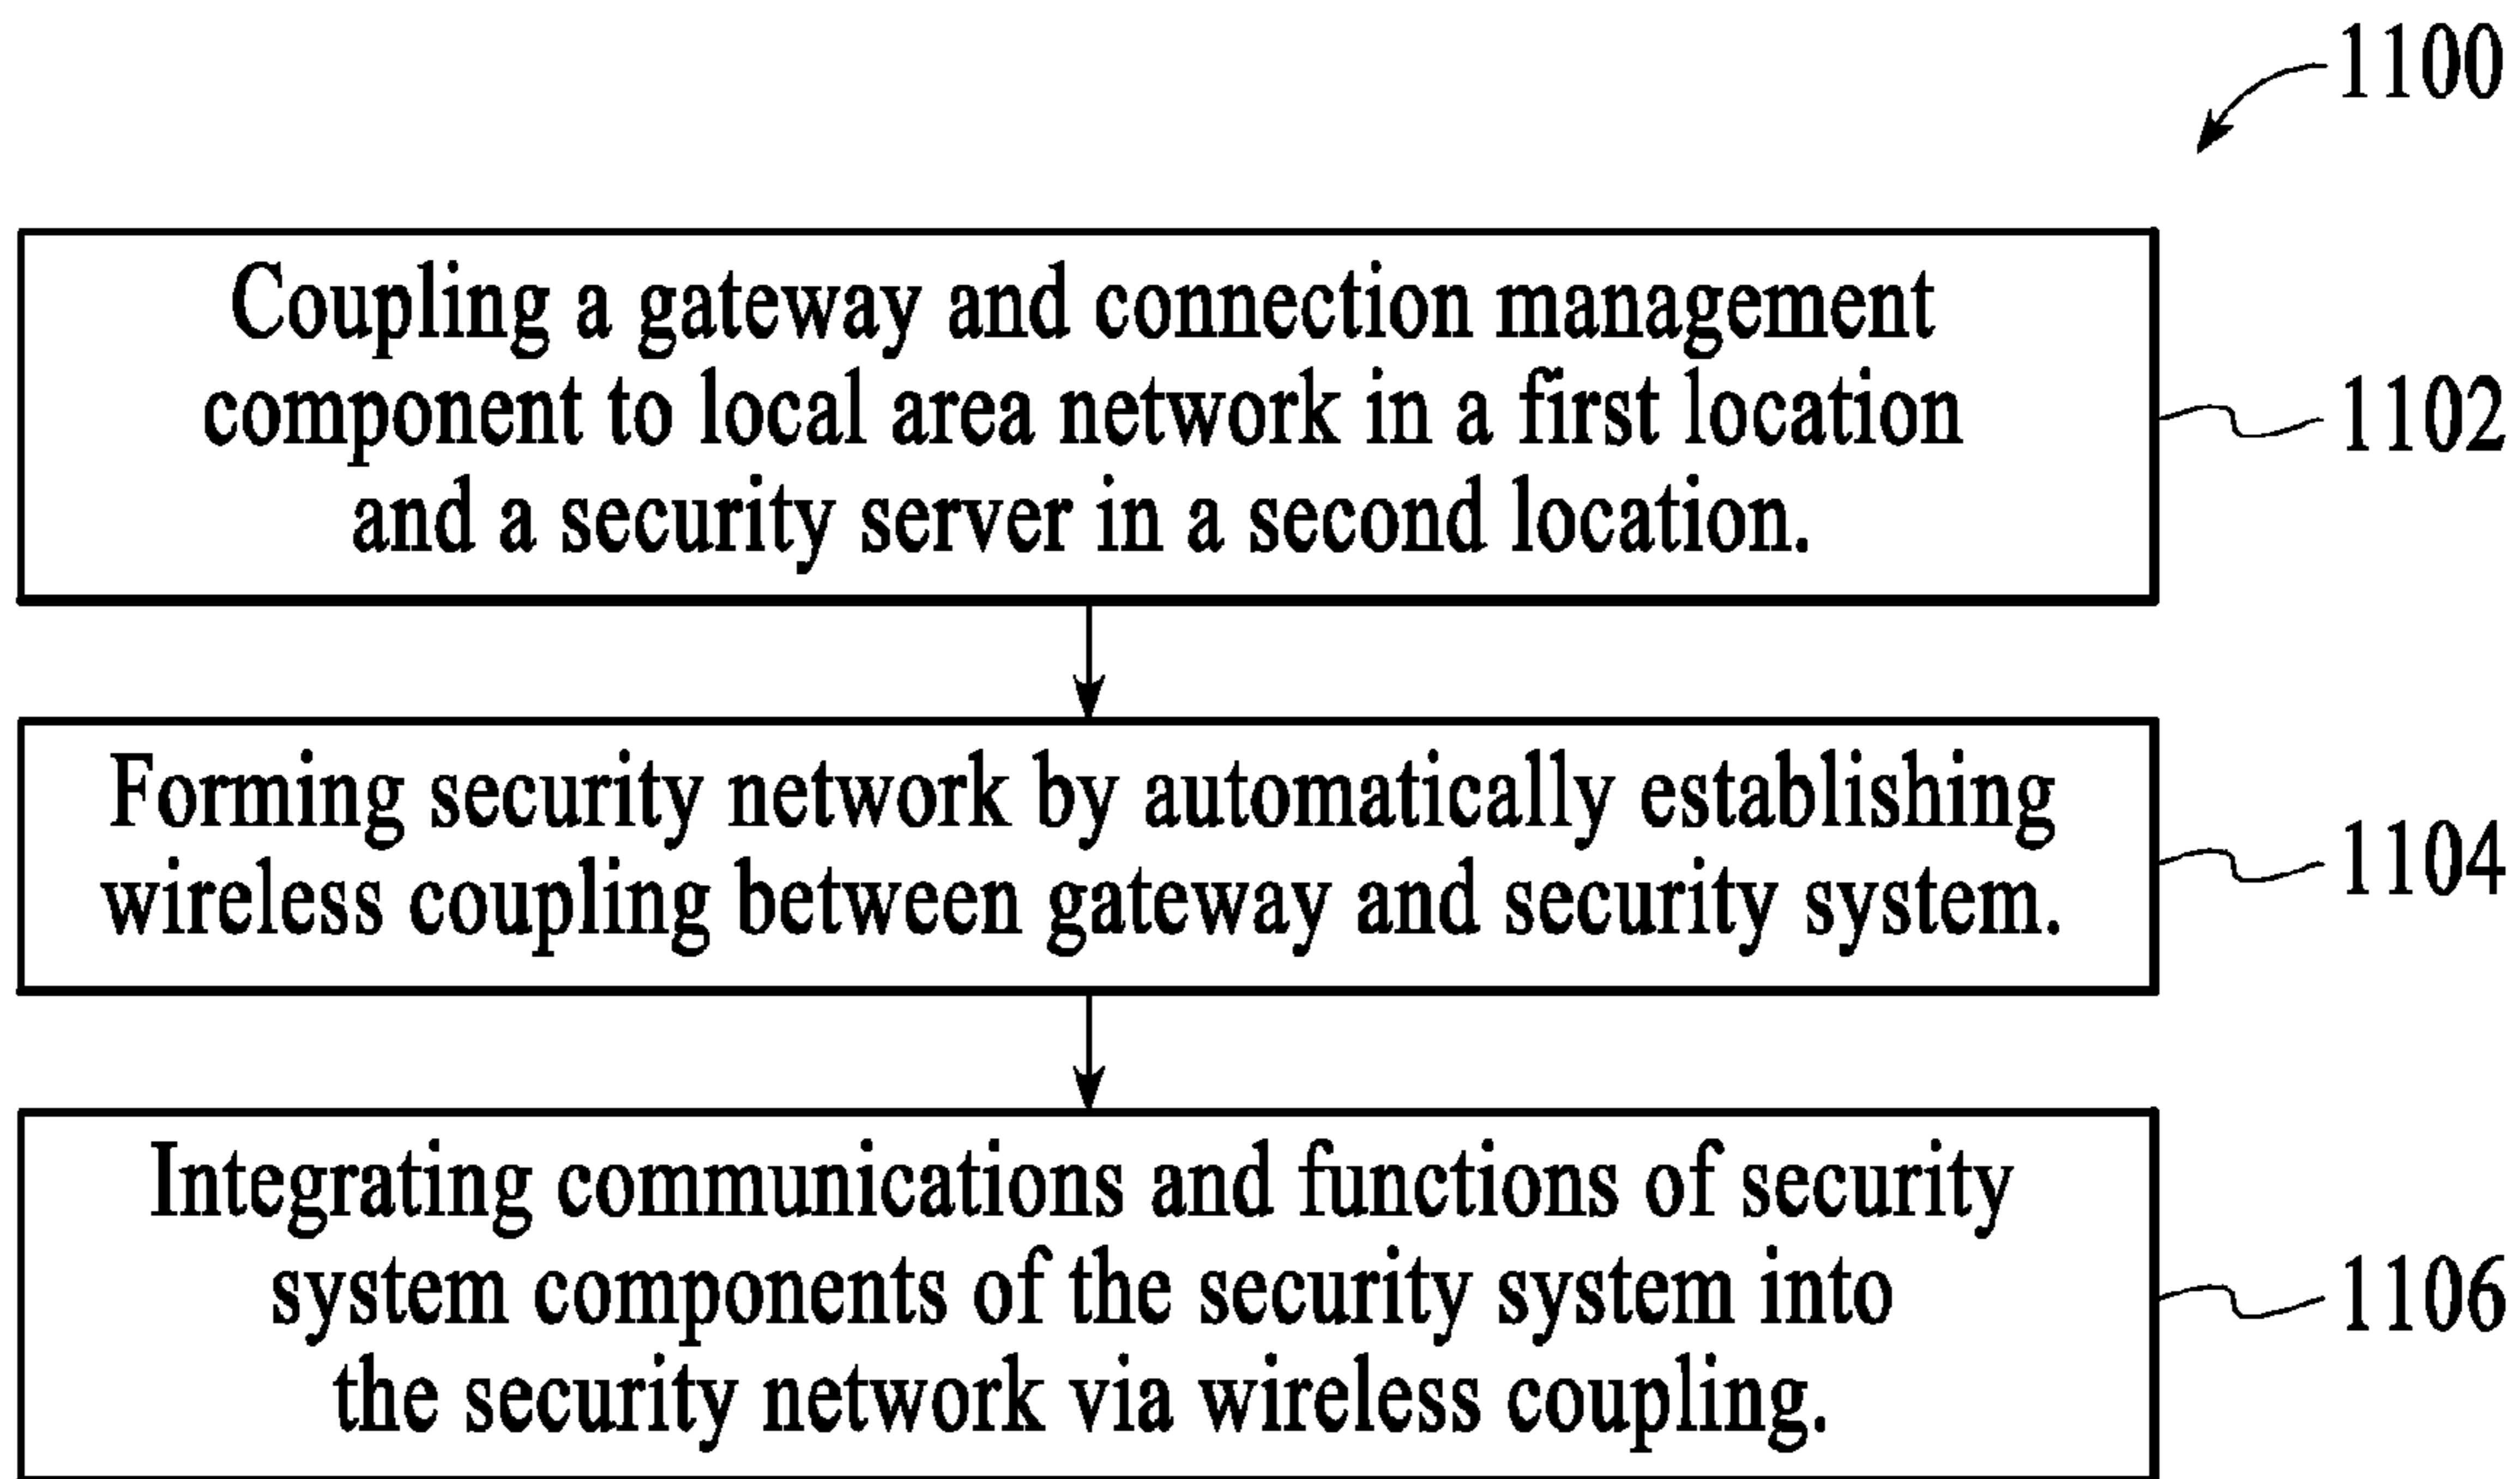 1100
Coupling a gateway and connection management
component to local area network in a first location
and a security server in a second location.
1102
Forming security network by automatically establishing
wireless coupling between gateway and security system.
1104
Integrating communications and functions of security
system components of the security system into
the security network via wireless coupling.
1106